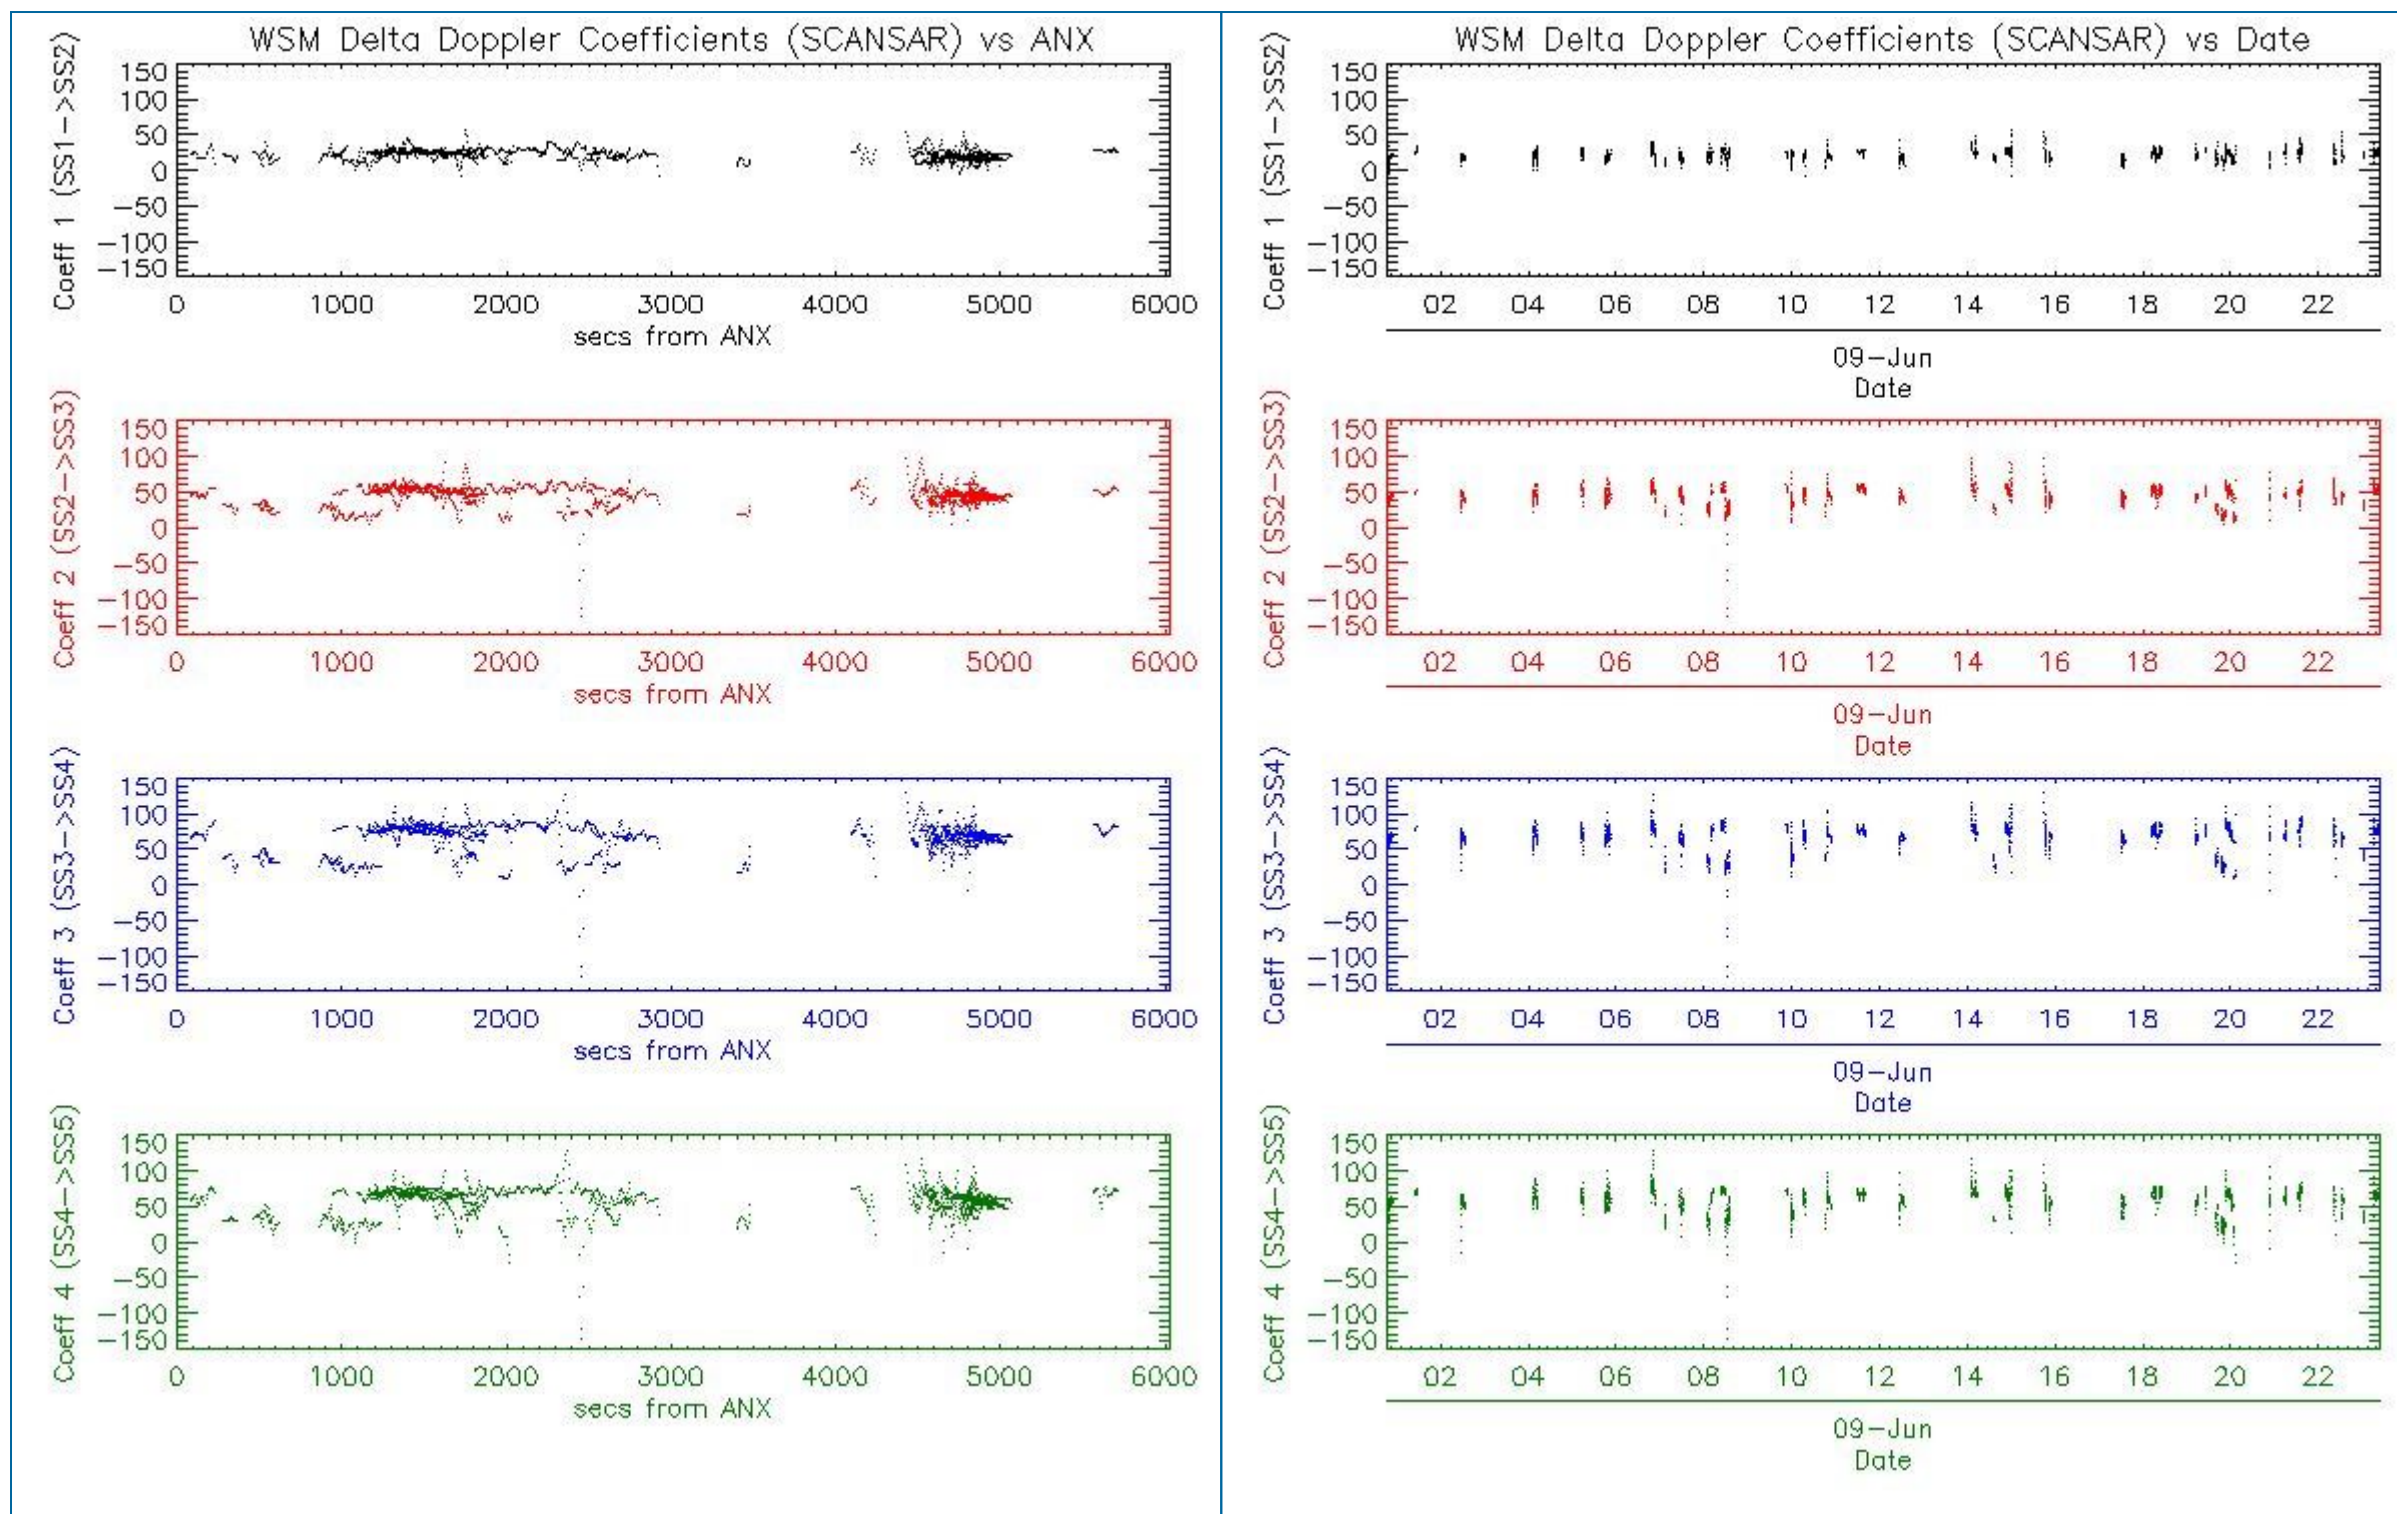 WSM Delta Doppler Coefficients (SCANSAR) vs ANX
Coeff 1 (SS1->SS2)
150
100
50
0
-50
-100
-150
0 1000 2000 3000 4000 5000 6000
secs from ANX
Coeff 2 (SS2->SS3)
150
100
50
0
-50
-100
-150
0 1000 2000 3000 4000 5000 6000
secs from ANX
Coeff 3 (SS3->SS4)
150
100
50
0
-50
-100
-150
0 1000 2000 3000 4000 5000 6000
secs from ANX
Coeff 4 (SS4->SS5)
150
100
50
0
-50
-100
-150
0 1000 2000 3000 4000 5000 6000
secs from ANX
WSM Delta Doppler Coefficients (SCANSAR) vs Date
Coeff 1 (SS1->SS2)
150
100
50
0
-50
-100
-150
02 04 06 08 10 12 14 16 18 20 22
09-Jun
Date
Coeff 2 (SS2->SS3)
150
100
50
0
-50
-100
-150
02 04 06 08 10 12 14 16 18 20 22
09-Jun
Date
Coeff 3 (SS3->SS4)
150
100
50
0
-50
-100
-150
02 04 06 08 10 12 14 16 18 20 22
09-Jun
Date
Coeff 4 (SS4->SS5)
150
100
50
0
-50
-100
-150
02 04 06 08 10 12 14 16 18 20 22
09-Jun
Date